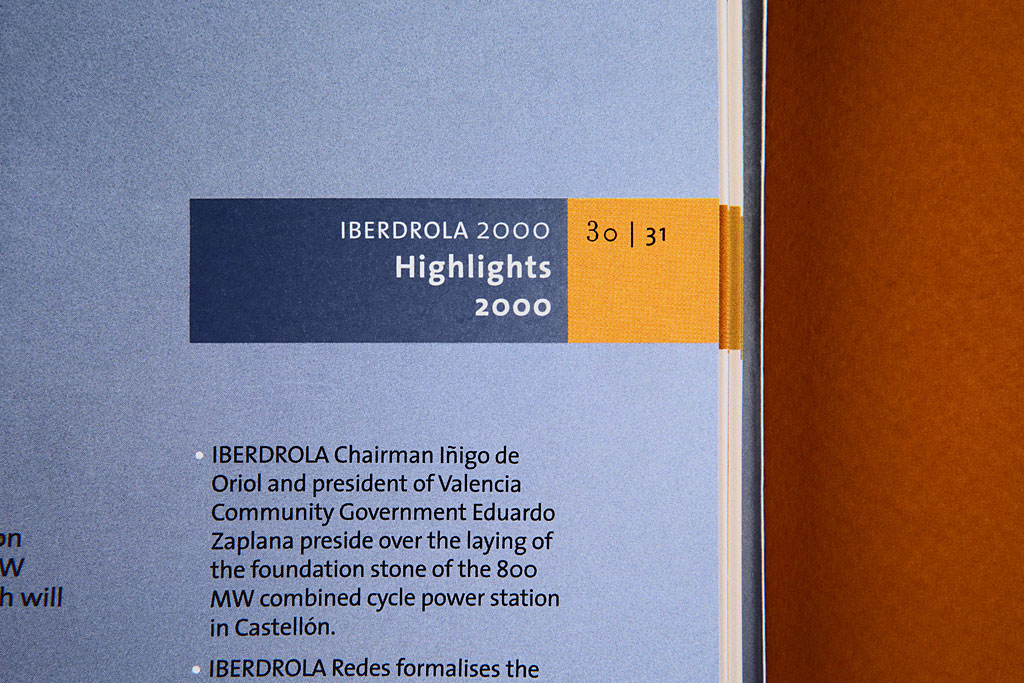 IBERDROLA 2000
Highlights
2000
30 | 31
• IBERDROLA Chairman Iñigo de
Oriol and president of Valencia
Community Government Eduardo
Zaplana preside over the laying of
the foundation stone of the 800
MW combined cycle power station
in Castellón.
• IBERDROLA Redes formalises the
will